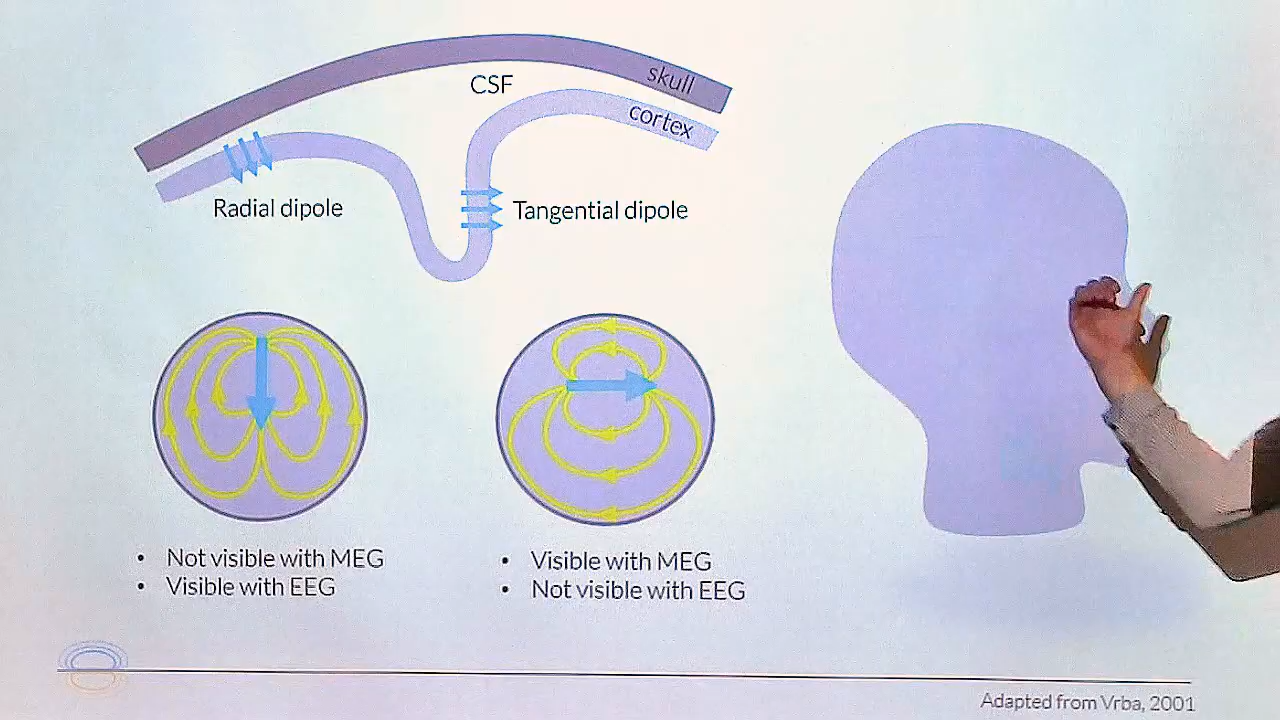 skull
CSF
cortex
Radial dipole
Tangential dipole
• Not visible with MEG
• Visible with EEG
• Visible with MEG
• Not visible with EEG
Adapted from Vrba, 2001